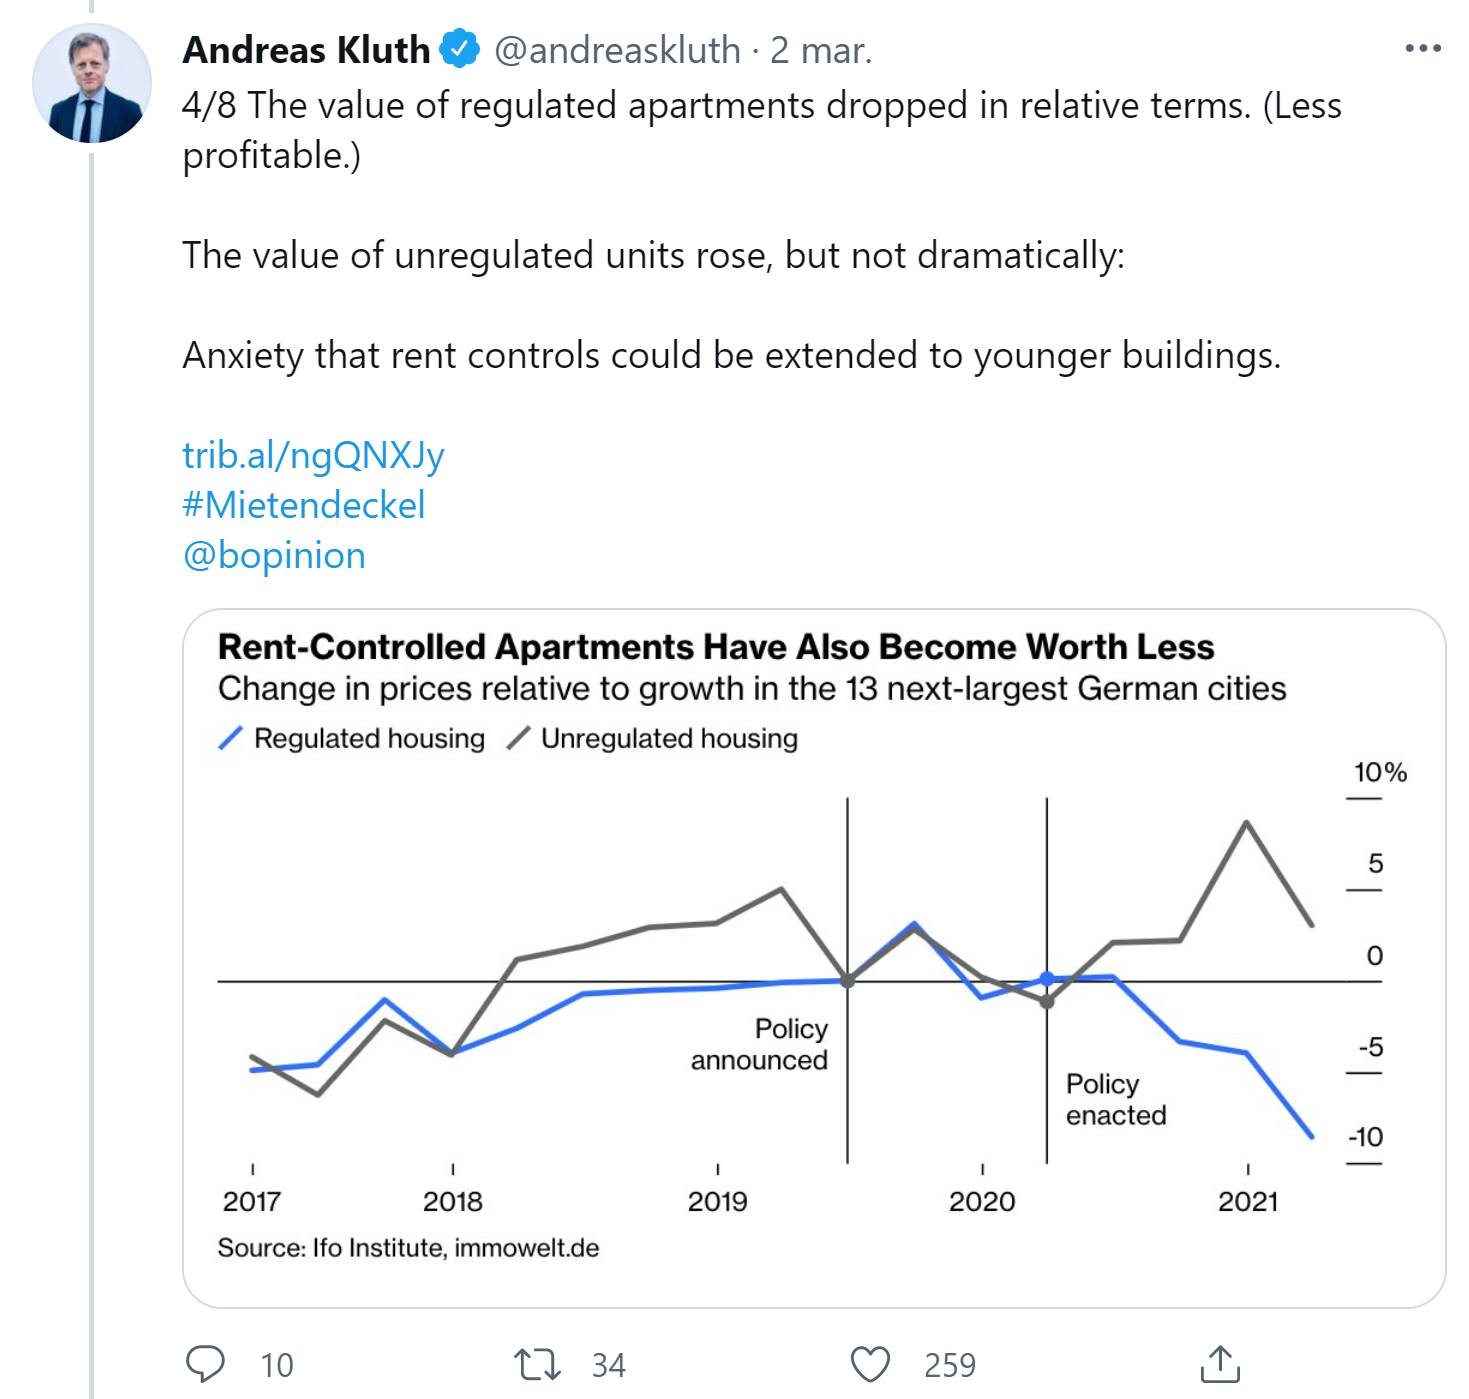 Andreas Kluth @andreaskluth · 2 mar.
4/8 The value of regulated apartments dropped in relative terms. (Less
profitable.)
The value of unregulated units rose, but not dramatically:
Anxiety that rent controls could be extended to younger buildings.
trib.al/ngQNXJy
#Mietendeckel
@bopinion
Rent-Controlled Apartments Have Also Become Worth Less
Change in prices relative to growth in the 13 next-largest German cities
Regulated housing Unregulated housing
10%
5
0
Policy
announced
-5
Policy
enacted
-10
2017 2018 2019 2020 2021
Source: Ifo Institute, immowelt.de
10 34 259